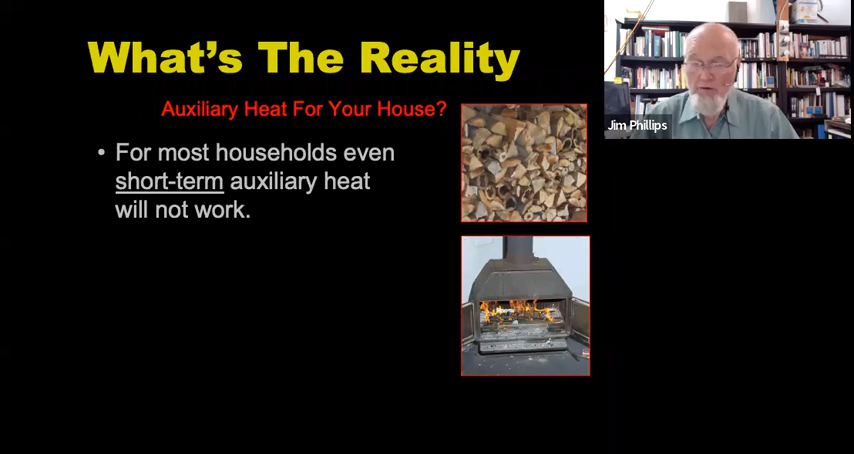 What's The Reality
Auxiliary Heat For Your House?
• For most households even
short-term auxiliary heat
will not work.
Jim Phillips